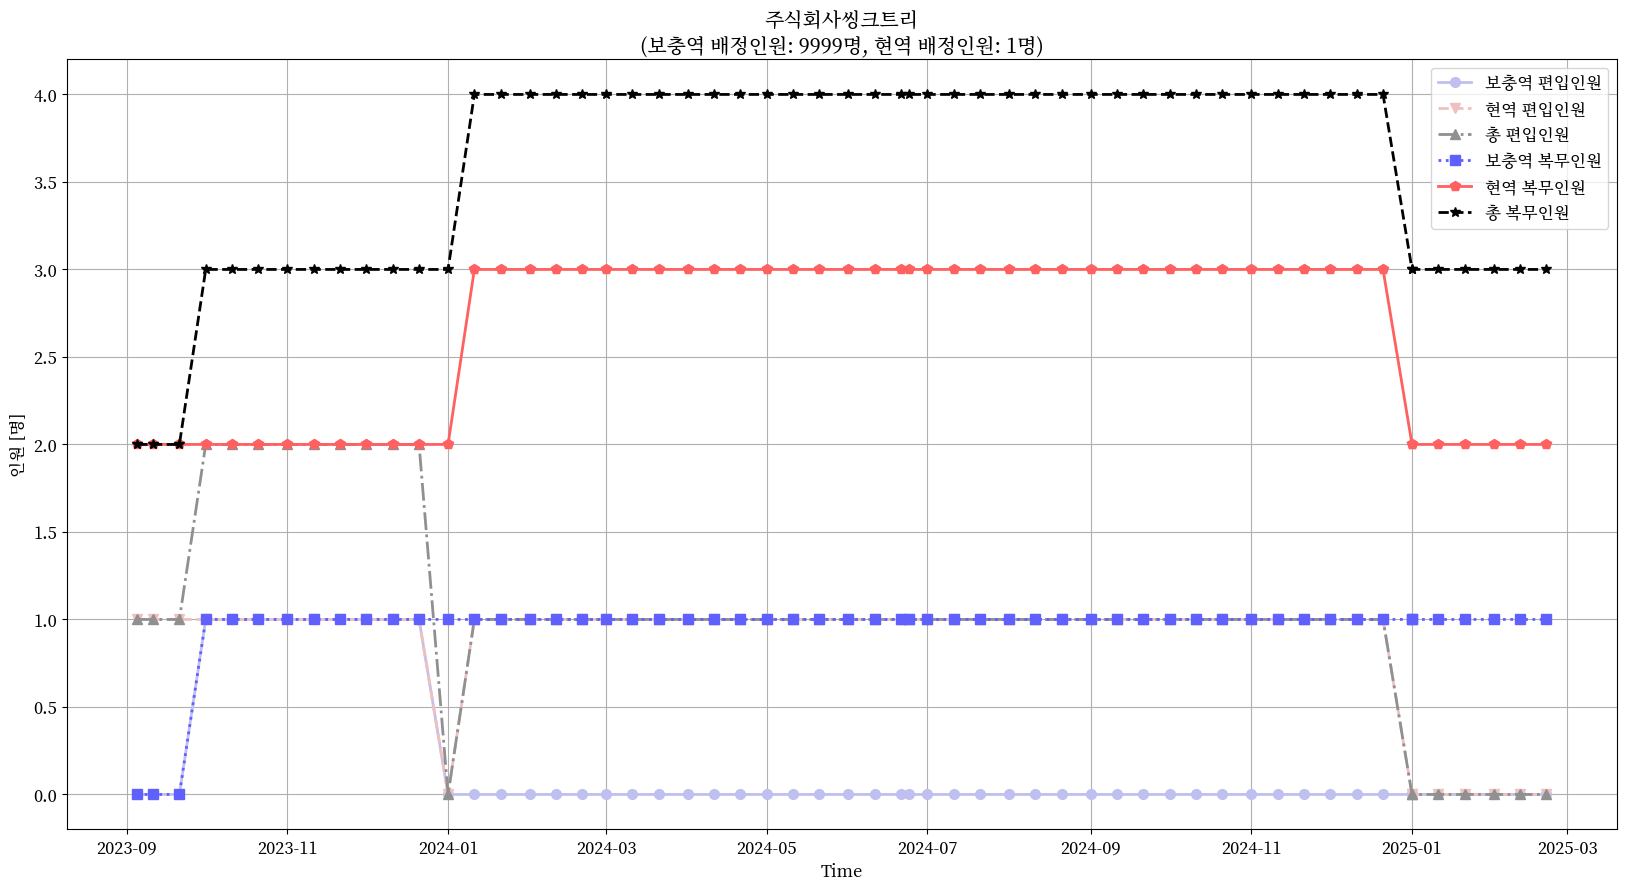 주식회사씽크트리
(보충역 배정인원: 9999명, 현역 배정인원: 1명)
보충역 편입인원
현역 편입인원
총 편입인원
보충역 복무인원
현역 복무인원
총 복무인원
4.0
3.5
3.0
2.5
2.0
1.5
1.0
0.5
0.0
인원 [명]
2023-09 2023-11 2024-01 2024-03 2024-05 2024-07 2024-09 2024-11 2025-01 2025-03
Time